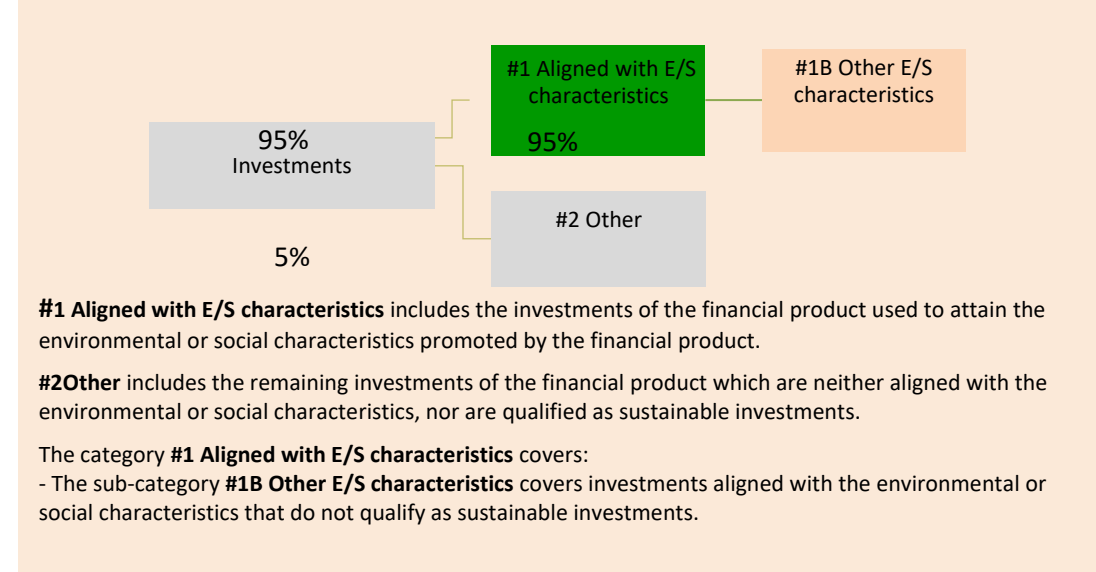 #1 Aligned with E/S
characteristics
95%
#1B Other E/S
characteristics
95%
Investments
#2 Other
5%
#1 Aligned with E/S characteristics includes the investments of the financial product used to attain the
environmental or social characteristics promoted by the financial product.
#2Other includes the remaining investments of the financial product which are neither aligned with the
environmental or social characteristics, nor are qualified as sustainable investments.
The category #1 Aligned with E/S characteristics covers:
- The sub-category #1B Other E/S characteristics covers investments aligned with the environmental or
social characteristics that do not qualify as sustainable investments.